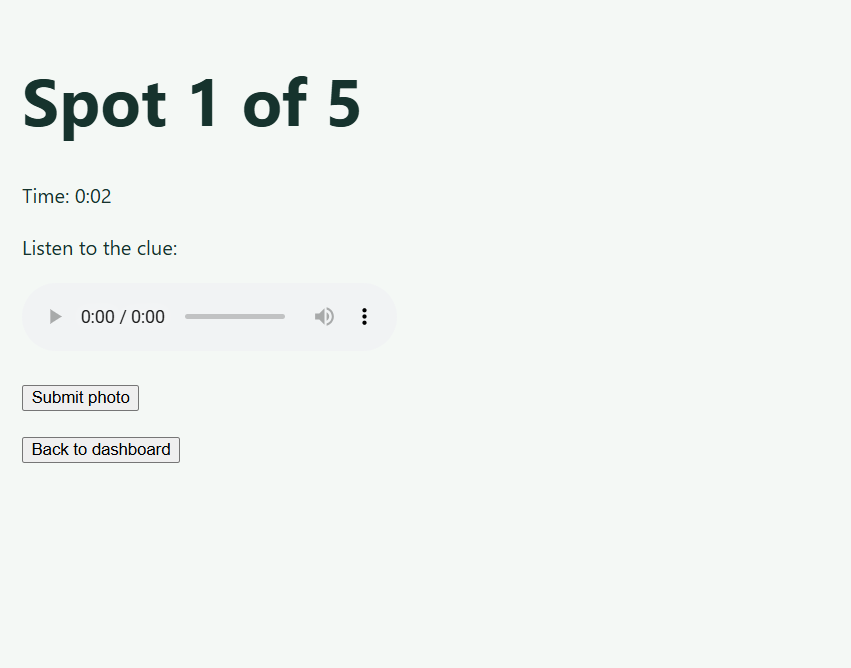 Spot 1 of 5
Time: 0:02
Listen to the clue:
0:00 / 0:00
Submit photo
Back to dashboard